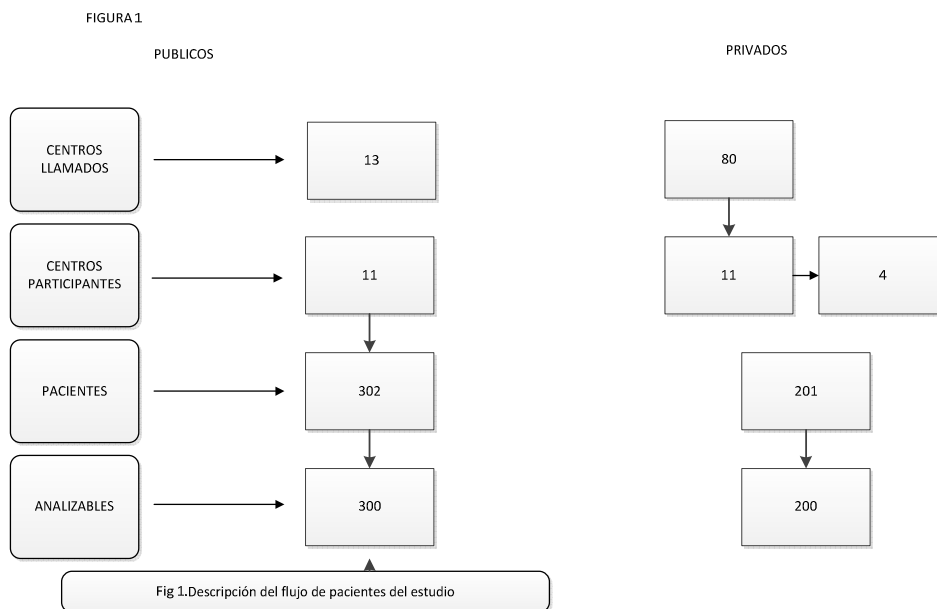 FIGURA 1
PUBLICOS
PRIVADOS
CENTROS
LLAMADOS
13
80
CENTROS
PARTICIPANTES
11
11
4
PACIENTES
302
201
ANALIZABLES
300
200
Fig 1.Descripción del flujo de pacientes del estudio